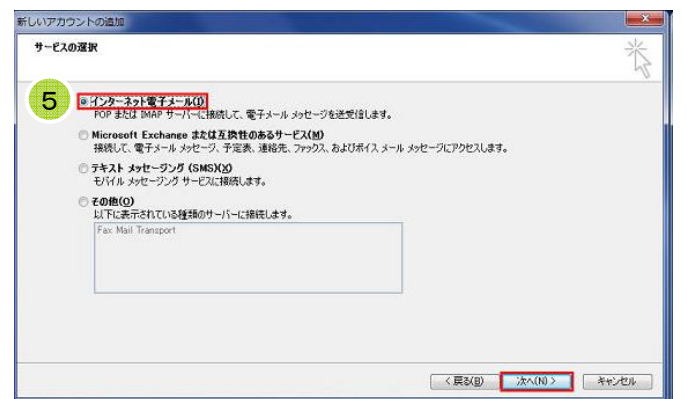 新しいアカウントの追加
サービスの選択
5
インターネット電子メール(I)
POP または IMAP サーバーに接続して、電子メール メッセージを送受信します。
Microsoft Exchange または互換性のあるサービス(M)
接続して、電子メール メッセージ、予定表、連絡先、ファックス、およびボイス メール メッセージにアクセスします。
テキスト メッセージング (SMS)(X)
モバイル メッセージング サービスに接続します。
その他(O)
以下に表示されている種類のサーバーに接続します。
Fax Mail Transport
< 戻る(B) 次へ(N) > キャンセル